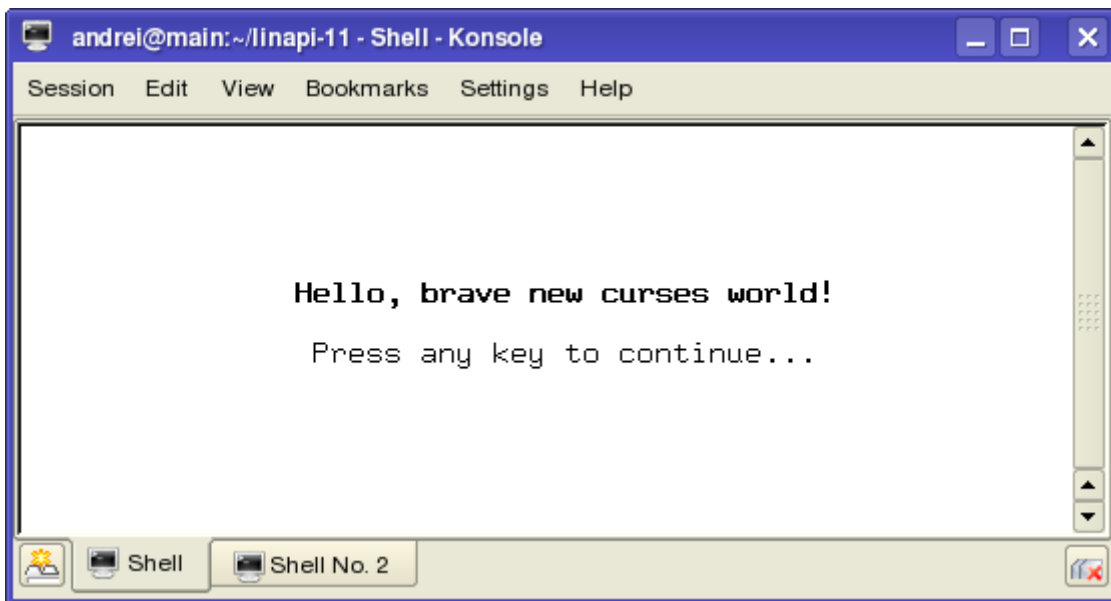 andrei@main:~/linapi-11 - Shell - Konsole
Session Edit View Bookmarks Settings Help
Hello, brave new curses world!
Press any key to continue...
Shell Shell No. 2